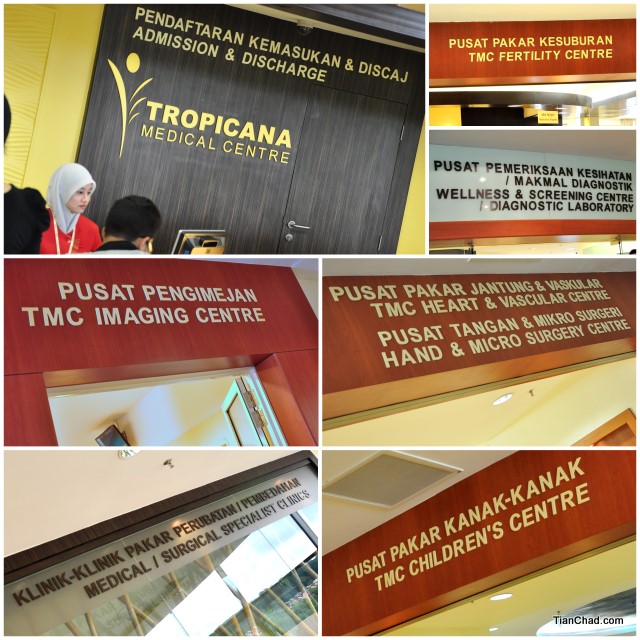 PENDAFTARAN KEMASUKAN & DISCAJ
ADMISSION & DISCHARGE
TROPICANA
MEDICAL CENTRE
PUSAT PAKAR KESUBURAN
TMC FERTILITY CENTRE
PUSAT PEMERIKSAAN KESIHATAN
/ MAKMAL DIAGNOSTIK
WELLNESS & SCREENING CENTRE
/ DIAGNOSTIC LABORATORY
PUSAT PENGIMEJAN
TMC IMAGING CENTRE
PUSAT PAKAR JANTUNG & VASKULAR
TMC HEART & VASCULAR CENTRE
PUSAT TANGAN & MIKRO SURGERI
HAND & MICRO SURGERY CENTRE
KLINIK-KLINIK PAKAR PERUBATAN / PEMBEDAHAN
MEDICAL / SURGICAL SPECIALIST CLINICS
PUSAT PAKAR KANAK-KANAK
TMC CHILDREN'S CENTRE
TianChad.com